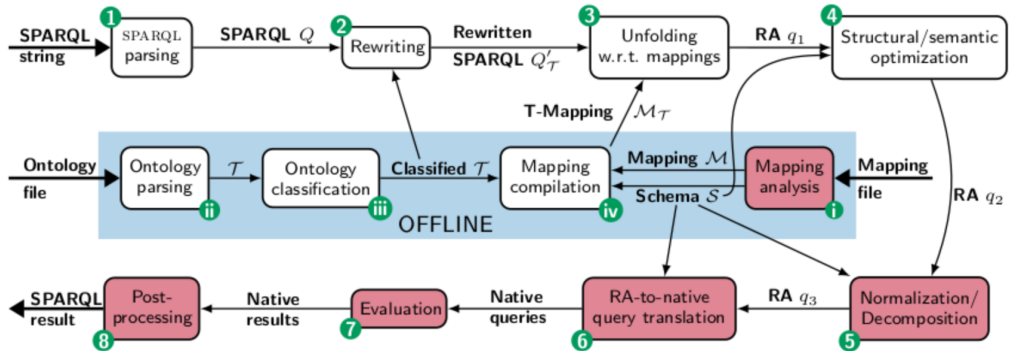 1
SPARQL
string
SPARQL
parsing
SPARQL Q
2
Rewriting
Rewritten
SPARQL Q′_𝒯
3
Unfolding
w.r.t. mappings
RA q₁
4
Structural/semantic
optimization
T-Mapping ℳ_𝒯
Ontology
file
Ontology
parsing
ii
𝒯
Ontology
classification
iii
Classified 𝒯
Mapping
compilation
iv
Mapping ℳ
Schema 𝒮
Mapping
analysis
i
Mapping
file
OFFLINE
RA q₂
SPARQL
result
Post-
processing
8
Native
results
Evaluation
7
Native
queries
RA-to-native
query translation
6
RA q₃
Normalization/
Decomposition
5